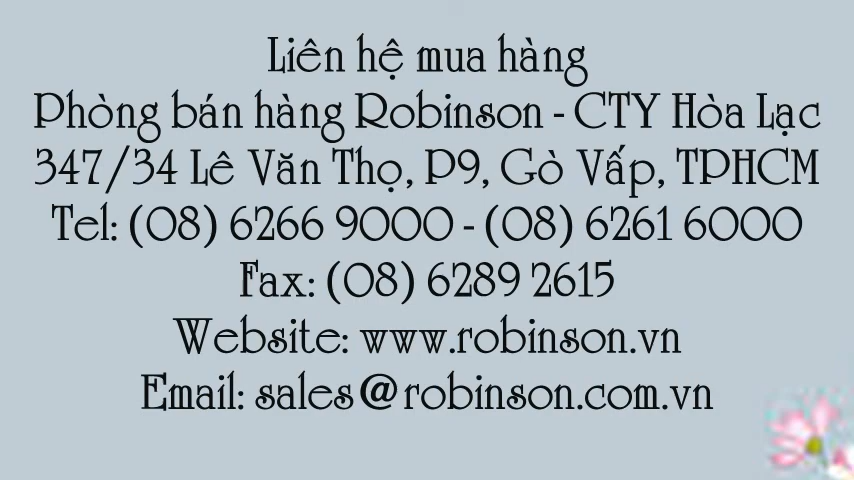 Liên hệ mua hàng
Phòng bán hàng Robinson - CTY Hòa Lạc
347/34 Lê Văn Thọ, P9, Gò Vấp, TPHCM
Tel: (08) 6266 9000 - (08) 6261 6000
Fax: (08) 6289 2615
Website: www.robinson.vn
Email: sales@robinson.com.vn